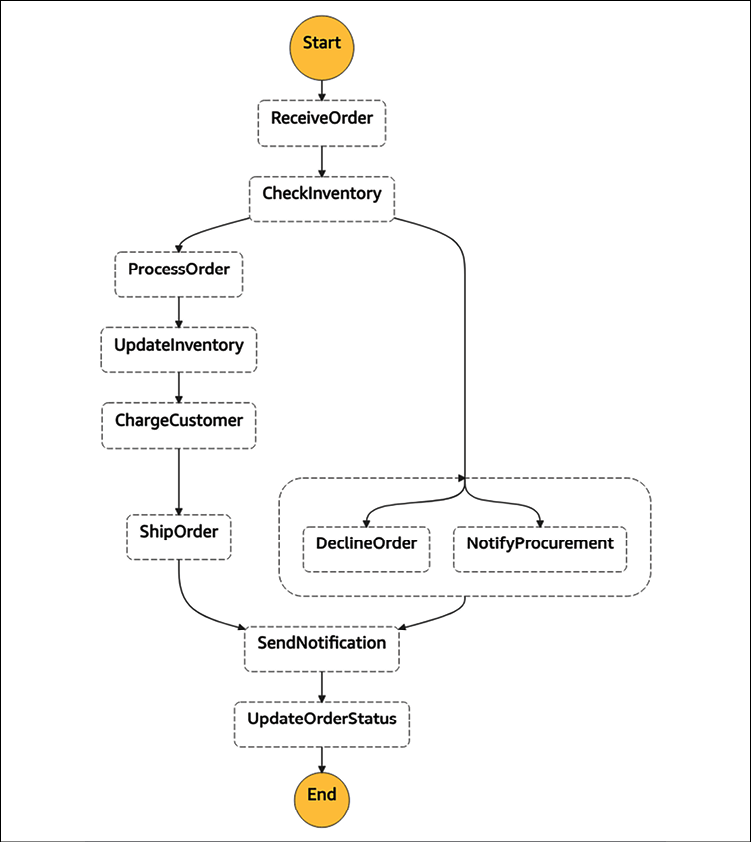 Start
ReceiveOrder
CheckInventory
ProcessOrder
UpdateInventory
ChargeCustomer
ShipOrder
DeclineOrder
NotifyProcurement
SendNotification
UpdateOrderStatus
End